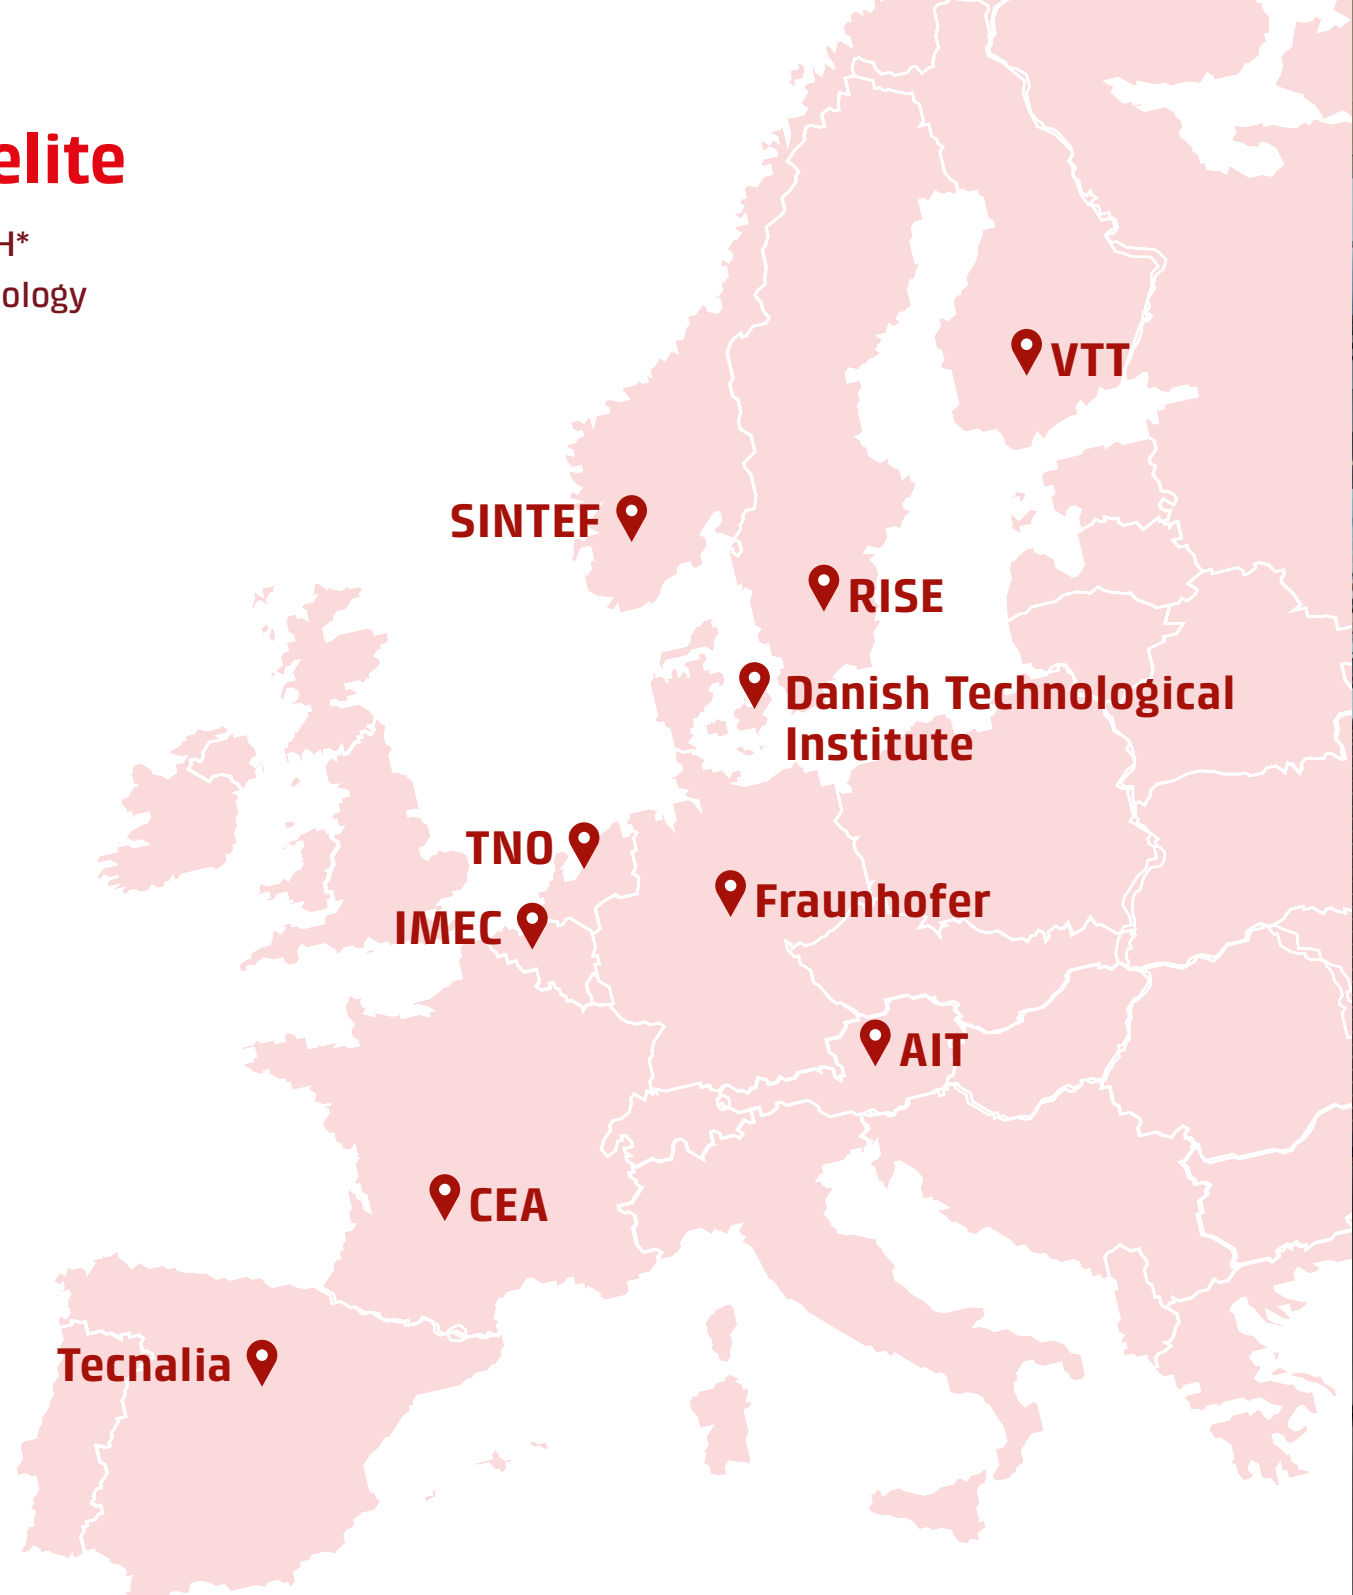 elite
H*
ology
VTT
SINTEF
RISE
Danish Technological
Institute
TNO
Fraunhofer
IMEC
AIT
CEA
Tecnalia